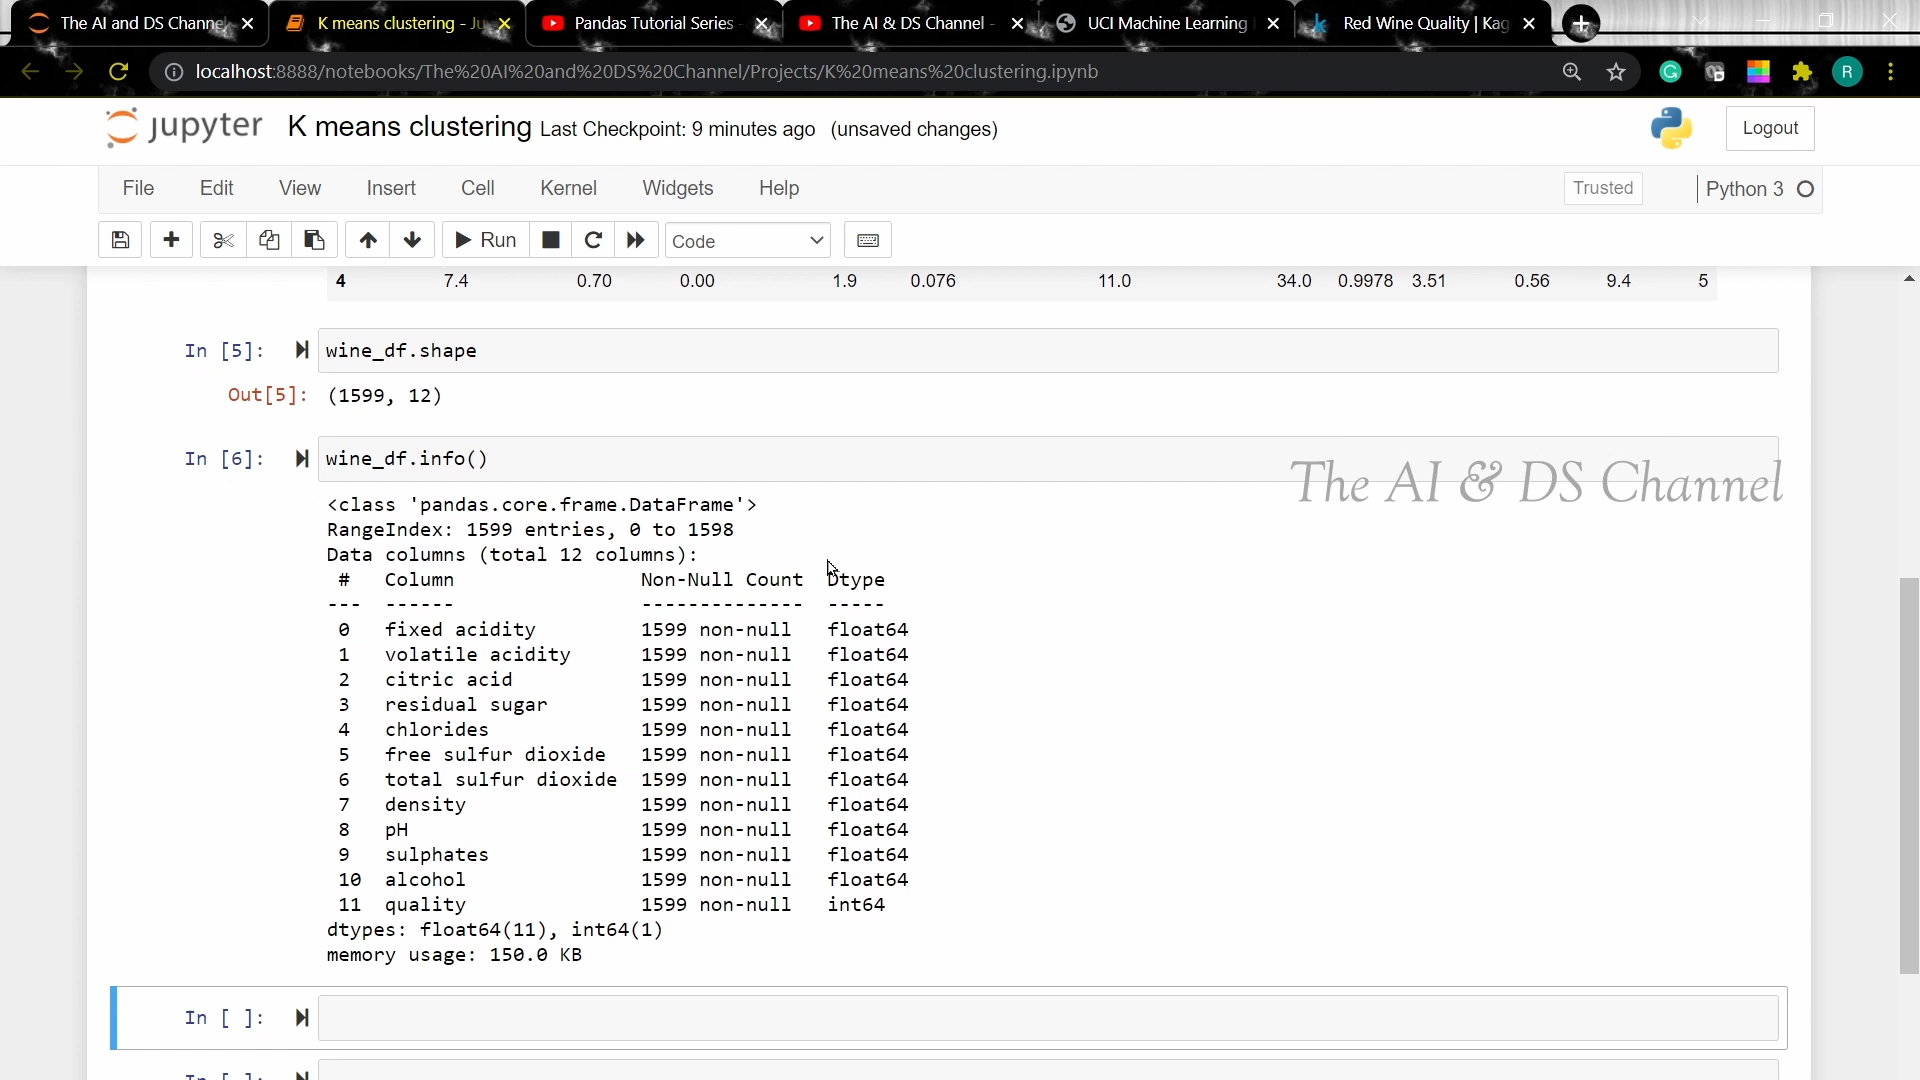 The AI and DS Channe
K means clustering - Ju
Pandas Tutorial Series -
The AI & DS Channel -
UCI Machine Learning
Red Wine Quality | Kag
localhost:8888/notebooks/The%20AI%20and%20DS%20Channel/Projects/K%20means%20clustering.ipynb
R
jupyter K means clustering Last Checkpoint: 9 minutes ago (unsaved changes)
Logout
File Edit View Insert Cell Kernel Widgets Help
Trusted
Python 3
Run
Code
4 7.4 0.70 0.00 1.9 0.076 11.0 34.0 0.9978 3.51 0.56 9.4 5
In [5]: wine_df.shape
Out[5]: (1599, 12)
In [6]: wine_df.info()
The AI & DS Channel
<class 'pandas.core.frame.DataFrame'>
RangeIndex: 1599 entries, 0 to 1598
Data columns (total 12 columns):
# Column Non-Null Count Dtype
--- ------ -------------- -----
0 fixed acidity 1599 non-null float64
1 volatile acidity 1599 non-null float64
2 citric acid 1599 non-null float64
3 residual sugar 1599 non-null float64
4 chlorides 1599 non-null float64
5 free sulfur dioxide 1599 non-null float64
6 total sulfur dioxide 1599 non-null float64
7 density 1599 non-null float64
8 pH 1599 non-null float64
9 sulphates 1599 non-null float64
10 alcohol 1599 non-null float64
11 quality 1599 non-null int64
dtypes: float64(11), int64(1)
memory usage: 150.0 KB
In [ ]:
In [ ]: